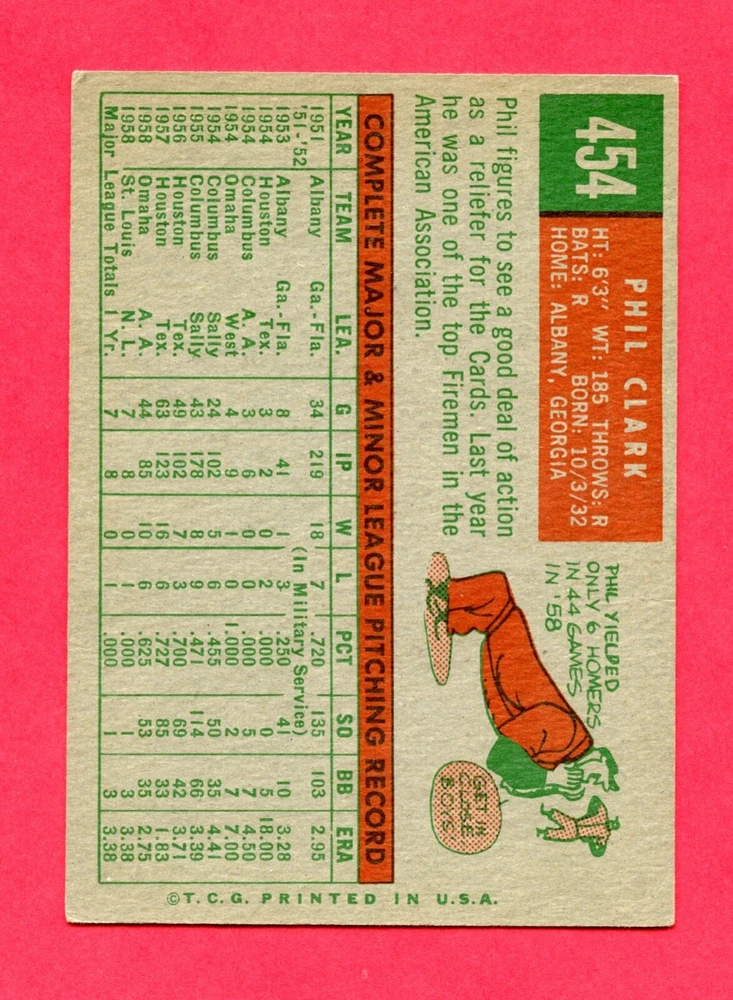 454
PHIL CLARK
HT: 6'3" WT: 185 THROWS: R
BATS: R BORN: 10/3/32
HOME: ALBANY, GEORGIA
Phil figures to see a good deal of action
as a reliefer for the Cards. Last year
he was one of the top Firemen in the
American Association.
PHIL YIELDED
ONLY 6 HOMERS
IN 44 GAMES
IN '58
GET IN
CLOSE
BOYS
COMPLETE MAJOR & MINOR LEAGUE PITCHING RECORD
YEAR TEAM LEA. G IP W L PCT SO BB ERA
1951 Albany Ga.-Fla. 34 219 18 7 .720 135 103 2.95
'51-'52 (In Military Service)
1953 Albany Ga.-Fla. 8 41 1 3 .250 41 10 3.28
1954 Houston Tex. 3 2 0 2 .000 0 5 18.00
1954 Columbus A. A. 3 6 0 0 .000 5 7 4.50
1954 Omaha West 4 9 1 0 1.000 2 7 7.00
1954 Columbus Sally 24 102 5 6 .455 50 35 4.41
1955 Columbus Sally 43 178 8 9 .471 114 66 3.39
1956 Houston Tex. 49 102 7 3 .700 69 42 3.71
1957 Houston Tex. 63 123 16 6 .727 85 33 1.83
1958 Omaha A. A. 44 85 10 6 .625 53 35 2.75
1958 St. Louis N. L. 7 8 0 1 .000 1 3 3.38
Major League Totals 1 Yr. 7 8 0 1 .000 1 3 3.38
©T.C.G. PRINTED IN U.S.A.